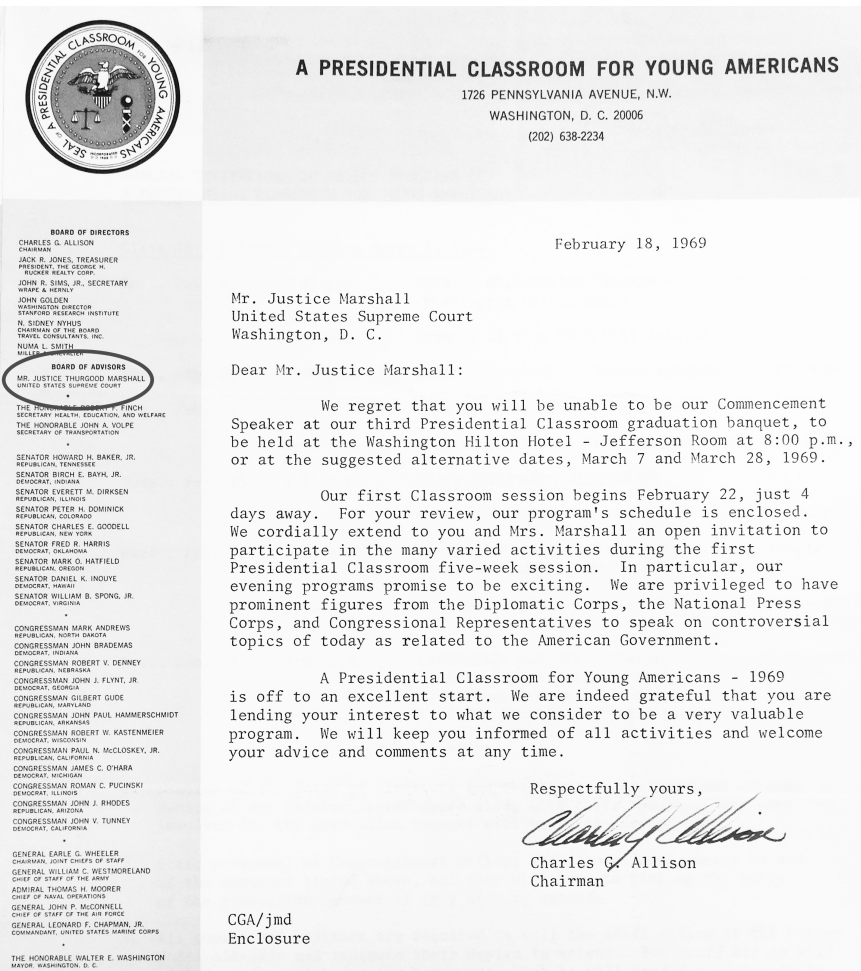 SEAL OF A PRESIDENTIAL CLASSROOM FOR YOUNG AMERICANS
INCORPORATED
A PRESIDENTIAL CLASSROOM FOR YOUNG AMERICANS
1726 PENNSYLVANIA AVENUE, N.W.
WASHINGTON, D. C. 20006
(202) 638-2234
BOARD OF DIRECTORS
CHARLES G. ALLISON
CHAIRMAN
JACK R. JONES, TREASURER
PRESIDENT, THE GEORGE H.
RUCKER REALTY CORP.
JOHN R. SIMS, JR., SECRETARY
WRAPE & HERNLY
JOHN GOLDEN
WASHINGTON DIRECTOR
STANFORD RESEARCH INSTITUTE
N. SIDNEY NYHUS
CHAIRMAN OF THE BOARD
TRAVEL CONSULTANTS, INC.
NUMA L. SMITH
MILLER & CHEVALIER
BOARD OF ADVISORS
MR. JUSTICE THURGOOD MARSHALL
UNITED STATES SUPREME COURT
THE HONORABLE ROBERT F. FINCH
SECRETARY HEALTH, EDUCATION, AND WELFARE
THE HONORABLE JOHN A. VOLPE
SECRETARY OF TRANSPORTATION
SENATOR HOWARD H. BAKER, JR.
REPUBLICAN, TENNESSEE
SENATOR BIRCH E. BAYH, JR.
DEMOCRAT, INDIANA
SENATOR EVERETT M. DIRKSEN
REPUBLICAN, ILLINOIS
SENATOR PETER H. DOMINICK
REPUBLICAN, COLORADO
SENATOR CHARLES E. GOODELL
REPUBLICAN, NEW YORK
SENATOR FRED R. HARRIS
DEMOCRAT, OKLAHOMA
SENATOR MARK O. HATFIELD
REPUBLICAN, OREGON
SENATOR DANIEL K. INOUYE
DEMOCRAT, HAWAII
SENATOR WILLIAM B. SPONG, JR.
DEMOCRAT, VIRGINIA
CONGRESSMAN MARK ANDREWS
REPUBLICAN, NORTH DAKOTA
CONGRESSMAN JOHN BRADEMAS
DEMOCRAT, INDIANA
CONGRESSMAN ROBERT V. DENNEY
REPUBLICAN, NEBRASKA
CONGRESSMAN JOHN J. FLYNT, JR.
DEMOCRAT, GEORGIA
CONGRESSMAN GILBERT GUDE
REPUBLICAN, MARYLAND
CONGRESSMAN JOHN PAUL HAMMERSCHMIDT
REPUBLICAN, ARKANSAS
CONGRESSMAN ROBERT W. KASTENMEIER
DEMOCRAT, WISCONSIN
CONGRESSMAN PAUL N. McCLOSKEY, JR.
REPUBLICAN, CALIFORNIA
CONGRESSMAN JAMES C. O'HARA
DEMOCRAT, MICHIGAN
CONGRESSMAN ROMAN C. PUCINSKI
DEMOCRAT, ILLINOIS
CONGRESSMAN JOHN J. RHODES
REPUBLICAN, ARIZONA
CONGRESSMAN JOHN V. TUNNEY
DEMOCRAT, CALIFORNIA
GENERAL EARLE G. WHEELER
CHAIRMAN, JOINT CHIEFS OF STAFF
GENERAL WILLIAM C. WESTMORELAND
CHIEF OF STAFF OF THE ARMY
ADMIRAL THOMAS H. MOORER
CHIEF OF NAVAL OPERATIONS
GENERAL JOHN P. McCONNELL
CHIEF OF STAFF OF THE AIR FORCE
GENERAL LEONARD F. CHAPMAN, JR.
COMMANDANT, UNITED STATES MARINE CORPS
THE HONORABLE WALTER E. WASHINGTON
MAYOR, WASHINGTON, D. C.
February 18, 1969
Mr. Justice Marshall
United States Supreme Court
Washington, D. C.
Dear Mr. Justice Marshall:
We regret that you will be unable to be our Commencement
Speaker at our third Presidential Classroom graduation banquet, to
be held at the Washington Hilton Hotel - Jefferson Room at 8:00 p.m.,
or at the suggested alternative dates, March 7 and March 28, 1969.
Our first Classroom session begins February 22, just 4
days away. For your review, our program's schedule is enclosed.
We cordially extend to you and Mrs. Marshall an open invitation to
participate in the many varied activities during the first
Presidential Classroom five-week session. In particular, our
evening programs promise to be exciting. We are privileged to have
prominent figures from the Diplomatic Corps, the National Press
Corps, and Congressional Representatives to speak on controversial
topics of today as related to the American Government.
A Presidential Classroom for Young Americans - 1969
is off to an excellent start. We are indeed grateful that you are
lending your interest to what we consider to be a very valuable
program. We will keep you informed of all activities and welcome
your advice and comments at any time.
Respectfully yours,
Charles G. Allison
Charles G. Allison
Chairman
CGA/jmd
Enclosure